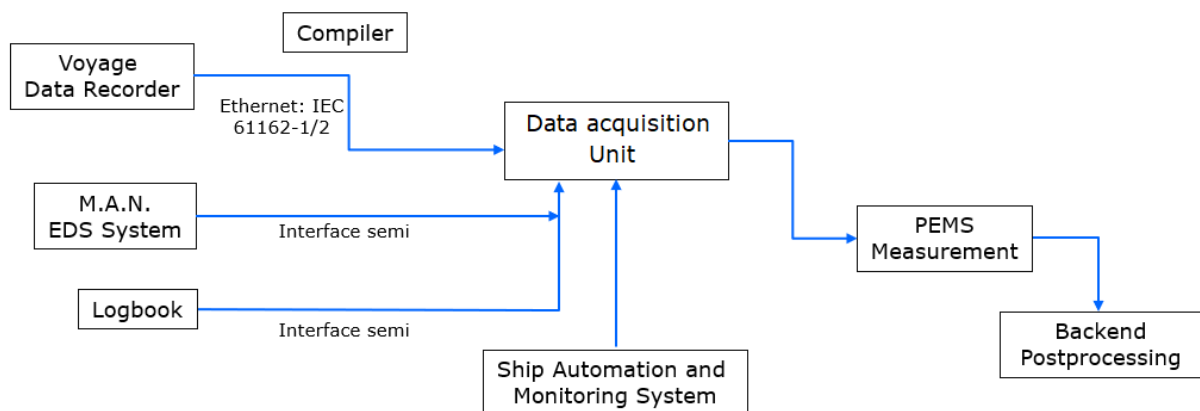 Compiler
Voyage
Data Recorder
Ethernet: IEC
61162-1/2
Data acquisition
Unit
M.A.N.
EDS System
Interface semi
PEMS
Measurement
Logbook
Interface semi
Ship Automation and
Monitoring System
Backend
Postprocessing